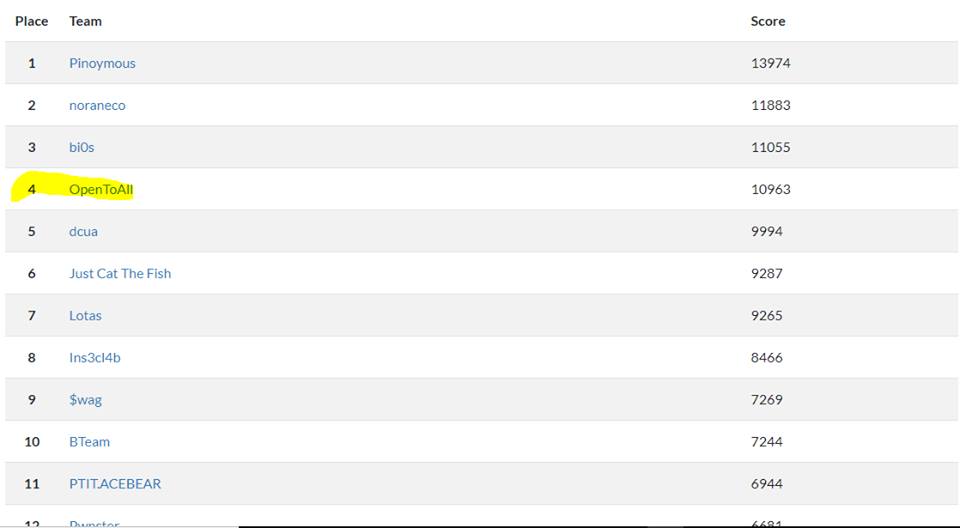 Place Team Score
1 Pinoymous 13974
2 noraneco 11883
3 bi0s 11055
4 OpenToAll 10963
5 dcua 9994
6 Just Cat The Fish 9287
7 Lotas 9265
8 Ins3cl4b 8466
9 $wag 7269
10 BTeam 7244
11 PTIT.ACEBEAR 6944
12 Pwnster 6681